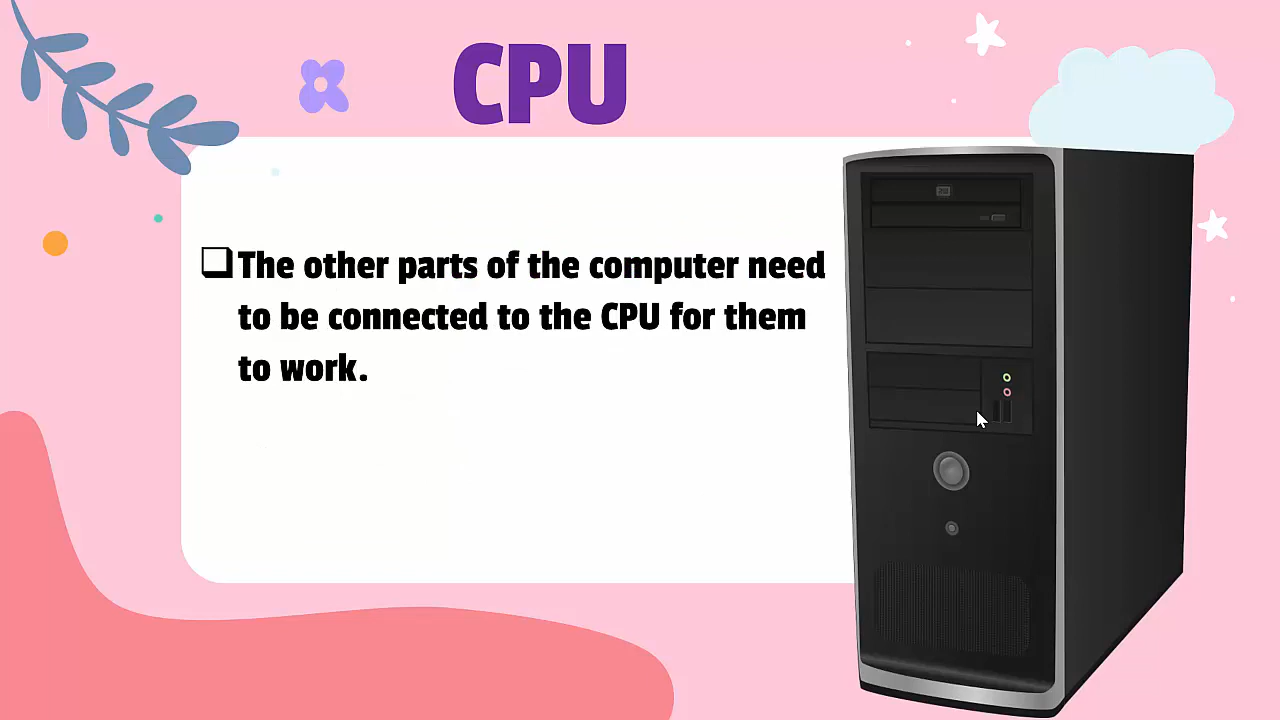 CPU
The other parts of the computer need
to be connected to the CPU for them
to work.